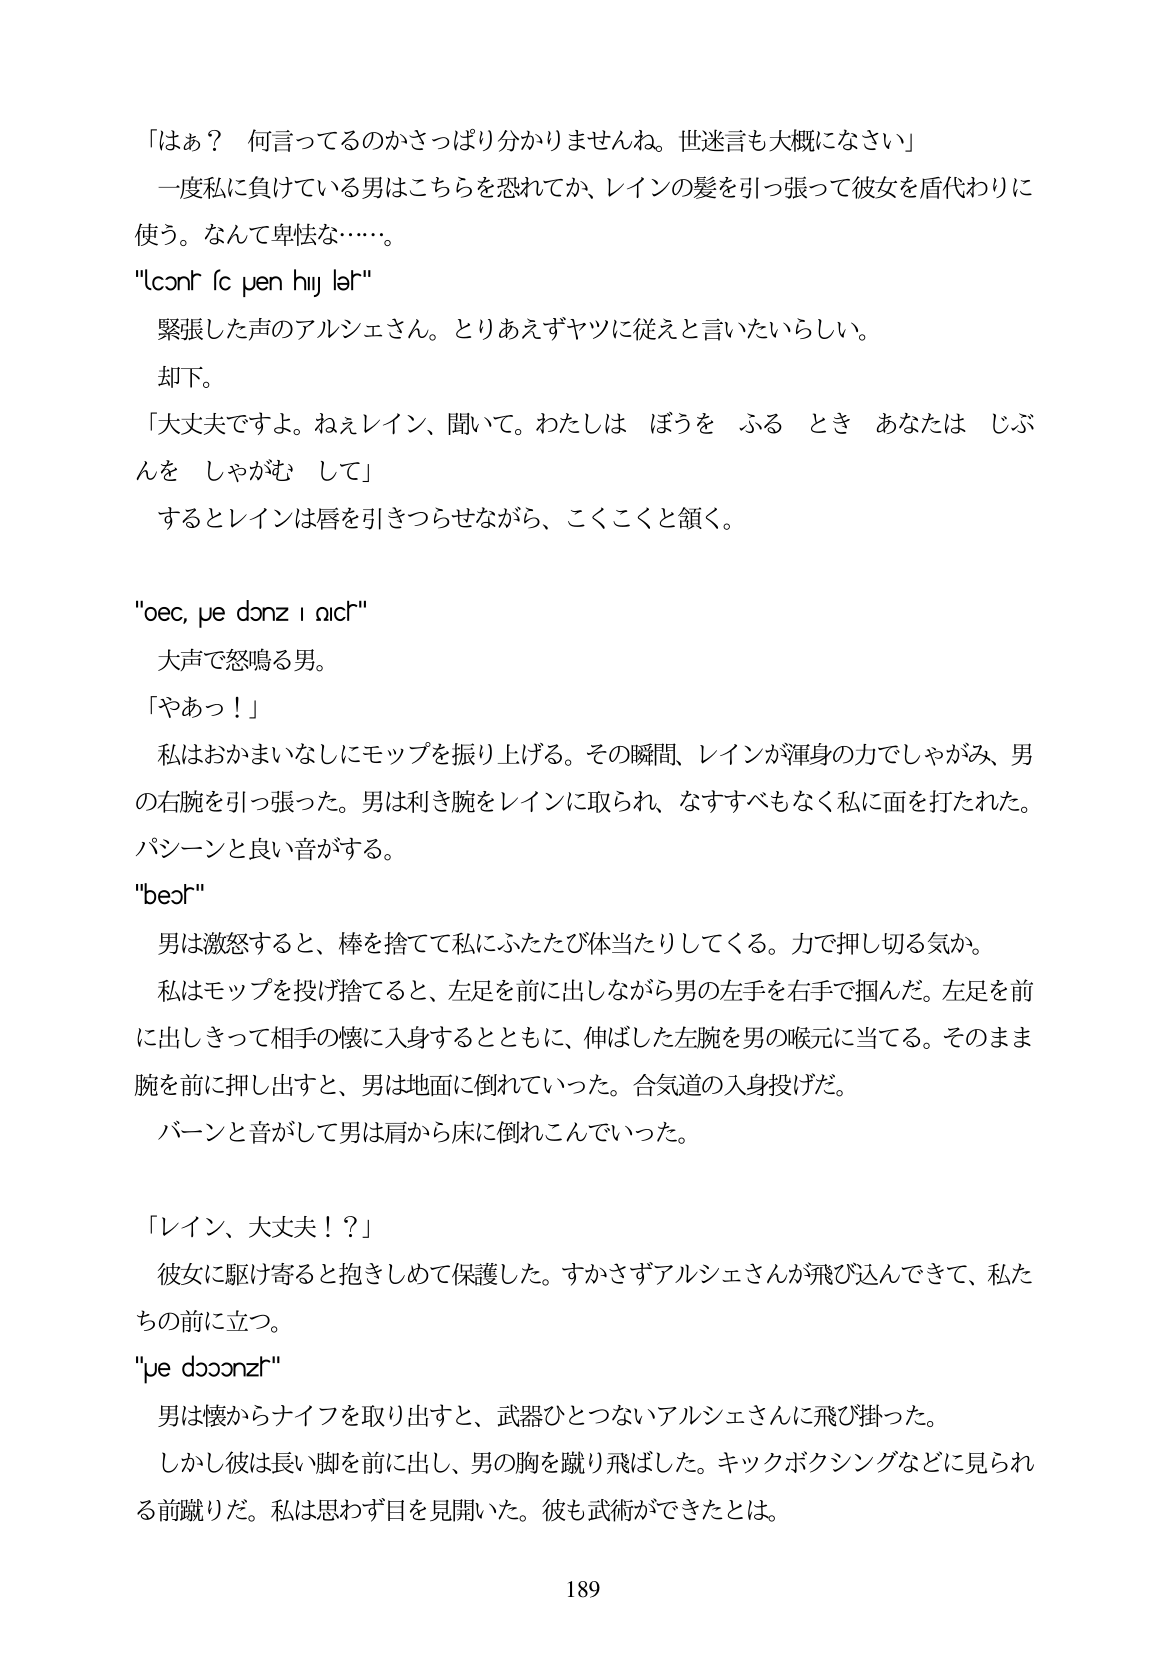 「はぁ？　何言ってるのかさっぱり分かりませんね。世迷言も大概になさい」
　一度私に負けている男はこちらを恐れてか、レインの髪を引っ張って彼女を盾代わりに
使う。なんて卑怯な……。
　緊張した声のアルシェさん。とりあえずヤツに従えと言いたいらしい。
　却下。
「大丈夫ですよ。ねぇレイン、聞いて。わたしは　ぼうを　ふる　とき　あなたは　じぶ
んを　しゃがむ　して」
　するとレインは唇を引きつらせながら、こくこくと頷く。
　大声で怒鳴る男。
「やあっ！」
　私はおかまいなしにモップを振り上げる。その瞬間、レインが渾身の力でしゃがみ、男
の右腕を引っ張った。男は利き腕をレインに取られ、なすすべもなく私に面を打たれた。
パシーンと良い音がする。
　男は激怒すると、棒を捨てて私にふたたび体当たりしてくる。力で押し切る気か。
　私はモップを投げ捨てると、左足を前に出しながら男の左手を右手で掴んだ。左足を前
に出しきって相手の懐に入身するとともに、伸ばした左腕を男の喉元に当てる。そのまま
腕を前に押し出すと、男は地面に倒れていった。合気道の入身投げだ。
　バーンと音がして男は肩から床に倒れこんでいった。
「レイン、大丈夫！？」
　彼女に駆け寄ると抱きしめて保護した。すかさずアルシェさんが飛び込んできて、私た
ちの前に立つ。
　男は懐からナイフを取り出すと、武器ひとつないアルシェさんに飛び掛った。
　しかし彼は長い脚を前に出し、男の胸を蹴り飛ばした。キックボクシングなどに見られ
る前蹴りだ。私は思わず目を見開いた。彼も武術ができたとは。
189